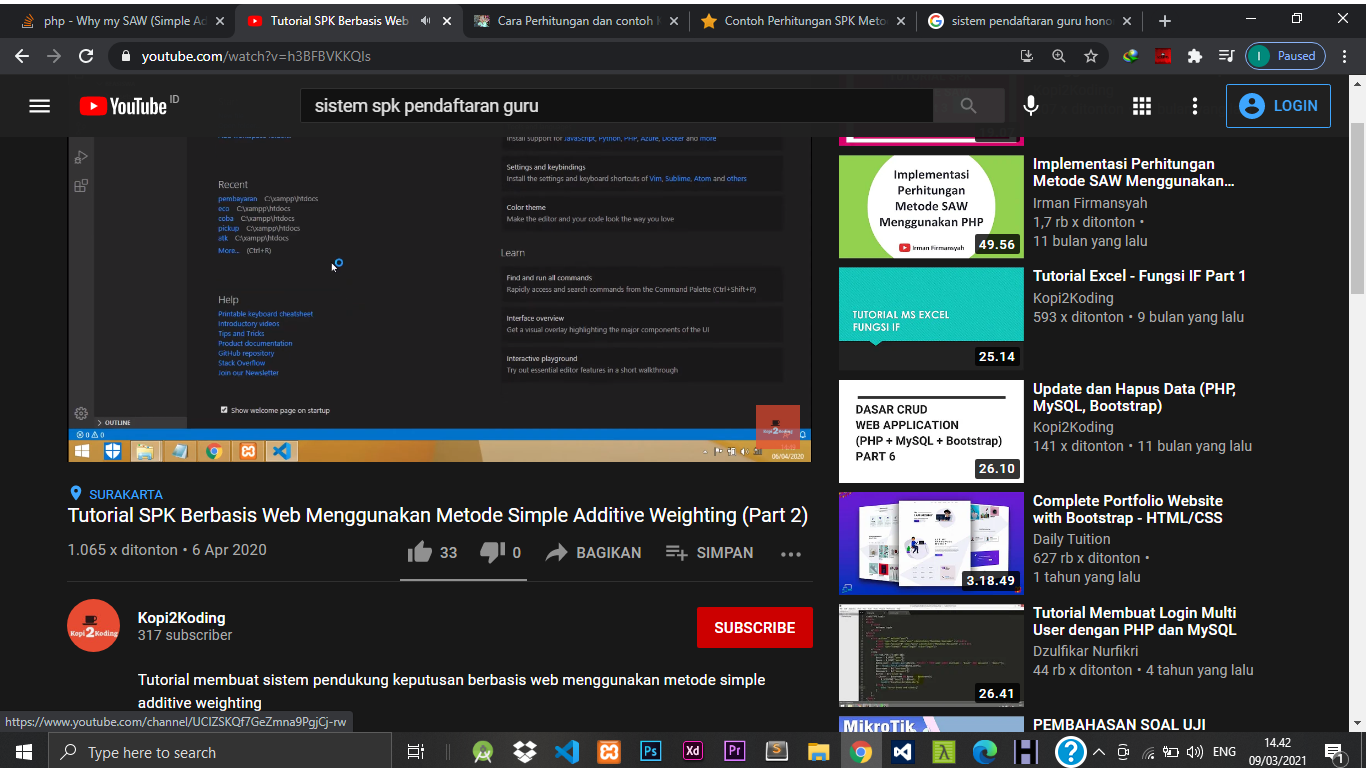 php - Why my SAW (Simple Ad
Tutorial SPK Berbasis Web
Cara Perhitungan dan contoh
Contoh Perhitungan SPK Meto
sistem pendaftaran guru hono
youtube.com/watch?v=h3BFBVKKQIs
I Paused
YouTube ID
sistem spk pendaftaran guru
LOGIN
Install support for JavaScript, Python, PHP, Azure, Docker and more
Settings and keybindings
Install the settings and keyboard shortcuts of Vim, Sublime, Atom and others
Color theme
Make the editor and your code look the way you love
Recent
pembayaran C:\xampp\htdocs
eco C:\xampp\htdocs
coba C:\xampp\htdocs
pickup C:\xampp\htdocs
C:\xampp\htdocs
More... (Ctrl+R)
Learn
Find and run all commands
Rapidly access and search commands from the Command Palette (Ctrl+Shift+P)
Interface overview
Get a visual overview highlighting the major components of the UI
Interactive playground
Try out essential editor features in a short walkthrough
Help
Printable keyboard cheatsheet
Introductory videos
Tips and Tricks
Product documentation
GitHub repository
Stack Overflow
Join our Newsletter
Show welcome page on startup
OUTLINE
0 0
06/04/2020
SURAKARTA
Tutorial SPK Berbasis Web Menggunakan Metode Simple Additive Weighting (Part 2)
1.065 x ditonton • 6 Apr 2020
33 0 BAGIKAN SIMPAN
Kopi2Koding
Kopi2Koding
317 subscriber
SUBSCRIBE
Tutorial membuat sistem pendukung keputusan berbasis web menggunakan metode simple
additive weighting
https://www.youtube.com/channel/UCIZSKQf7GeZmna9PgjCj-rw
Implementasi
Perhitungan
Metode SAW
Menggunakan PHP
Irman Firmansyah
49.56
Implementasi Perhitungan
Metode SAW Menggunakan...
Irman Firmansyah
1,7 rb x ditonton •
11 bulan yang lalu
TUTORIAL MS EXCEL
FUNGSI IF
25.14
Tutorial Excel - Fungsi IF Part 1
Kopi2Koding
593 x ditonton • 9 bulan yang lalu
DASAR CRUD
WEB APPLICATION
(PHP + MySQL + Bootstrap)
PART 6
26.10
Update dan Hapus Data (PHP,
MySQL, Bootstrap)
Kopi2Koding
141 x ditonton • 11 bulan yang lalu
3.18.49
Complete Portfolio Website
with Bootstrap - HTML/CSS
Daily Tuition
627 rb x ditonton •
1 tahun yang lalu
26.41
Tutorial Membuat Login Multi
User dengan PHP dan MySQL
Dzulfikar Nurfikri
44 rb x ditonton • 4 tahun yang lalu
MikroTik
PEMBAHASAN SOAL UJI
Type here to search
Ps Xd Pr S
ENG
14.42
09/03/2021
1